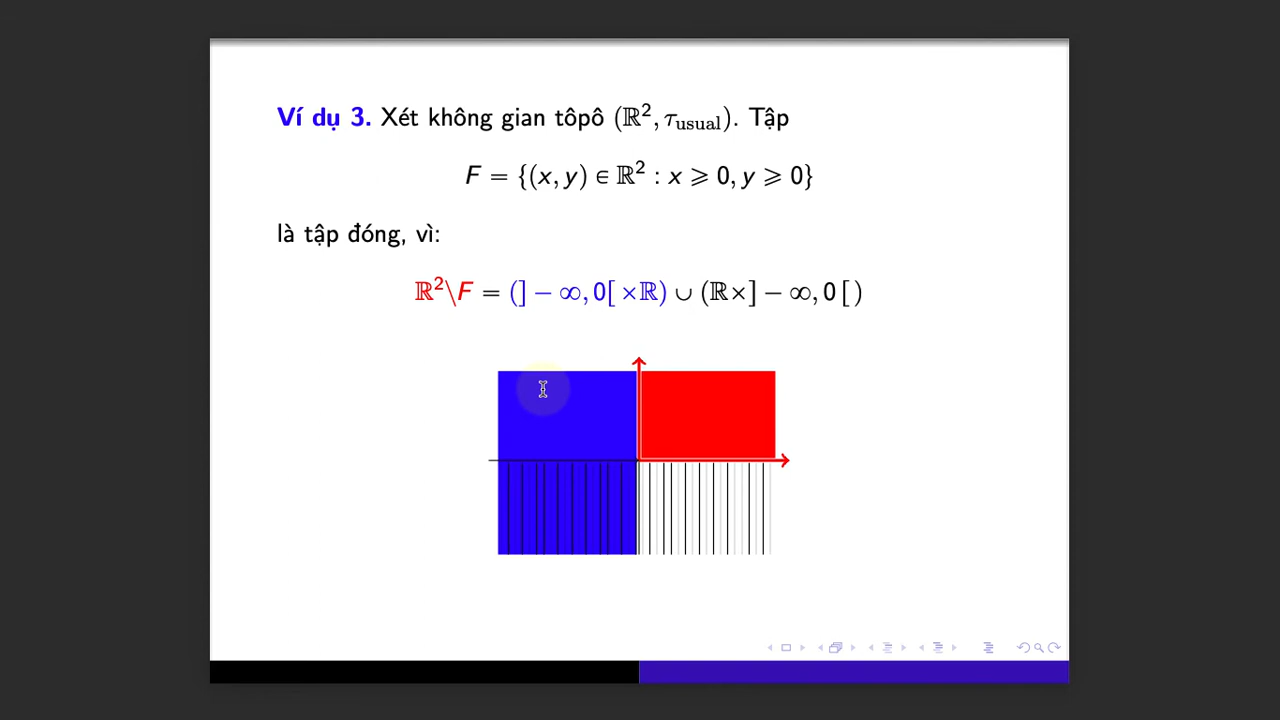 Ví dụ 3. Xét không gian tôpô (ℝ², τ_usual). Tập
F = {(x, y) ∈ ℝ² : x ⩾ 0, y ⩾ 0}
là tập đóng, vì:
ℝ²\F = (] − ∞, 0[ ×ℝ) ∪ (ℝ×] − ∞, 0 [ )